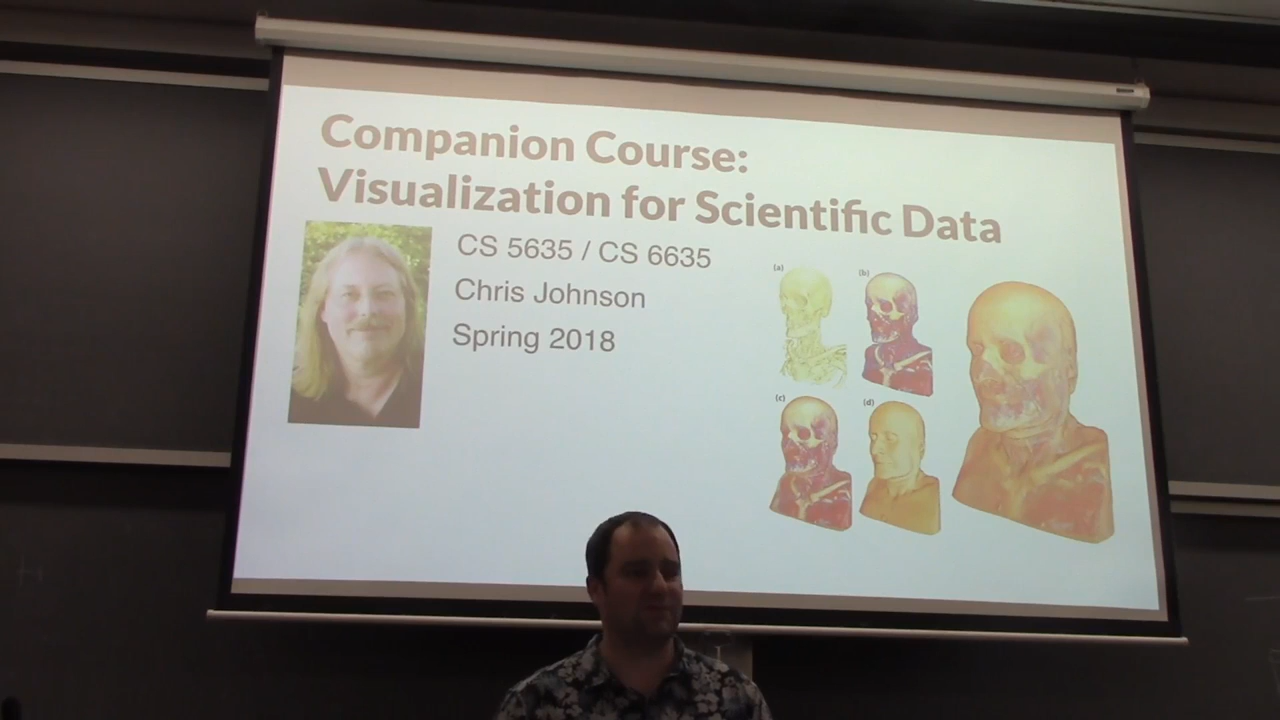 Companion Course:
Visualization for Scientific Data
CS 5635 / CS 6635
Chris Johnson
Spring 2018
(a)
(b)
(c)
(d)